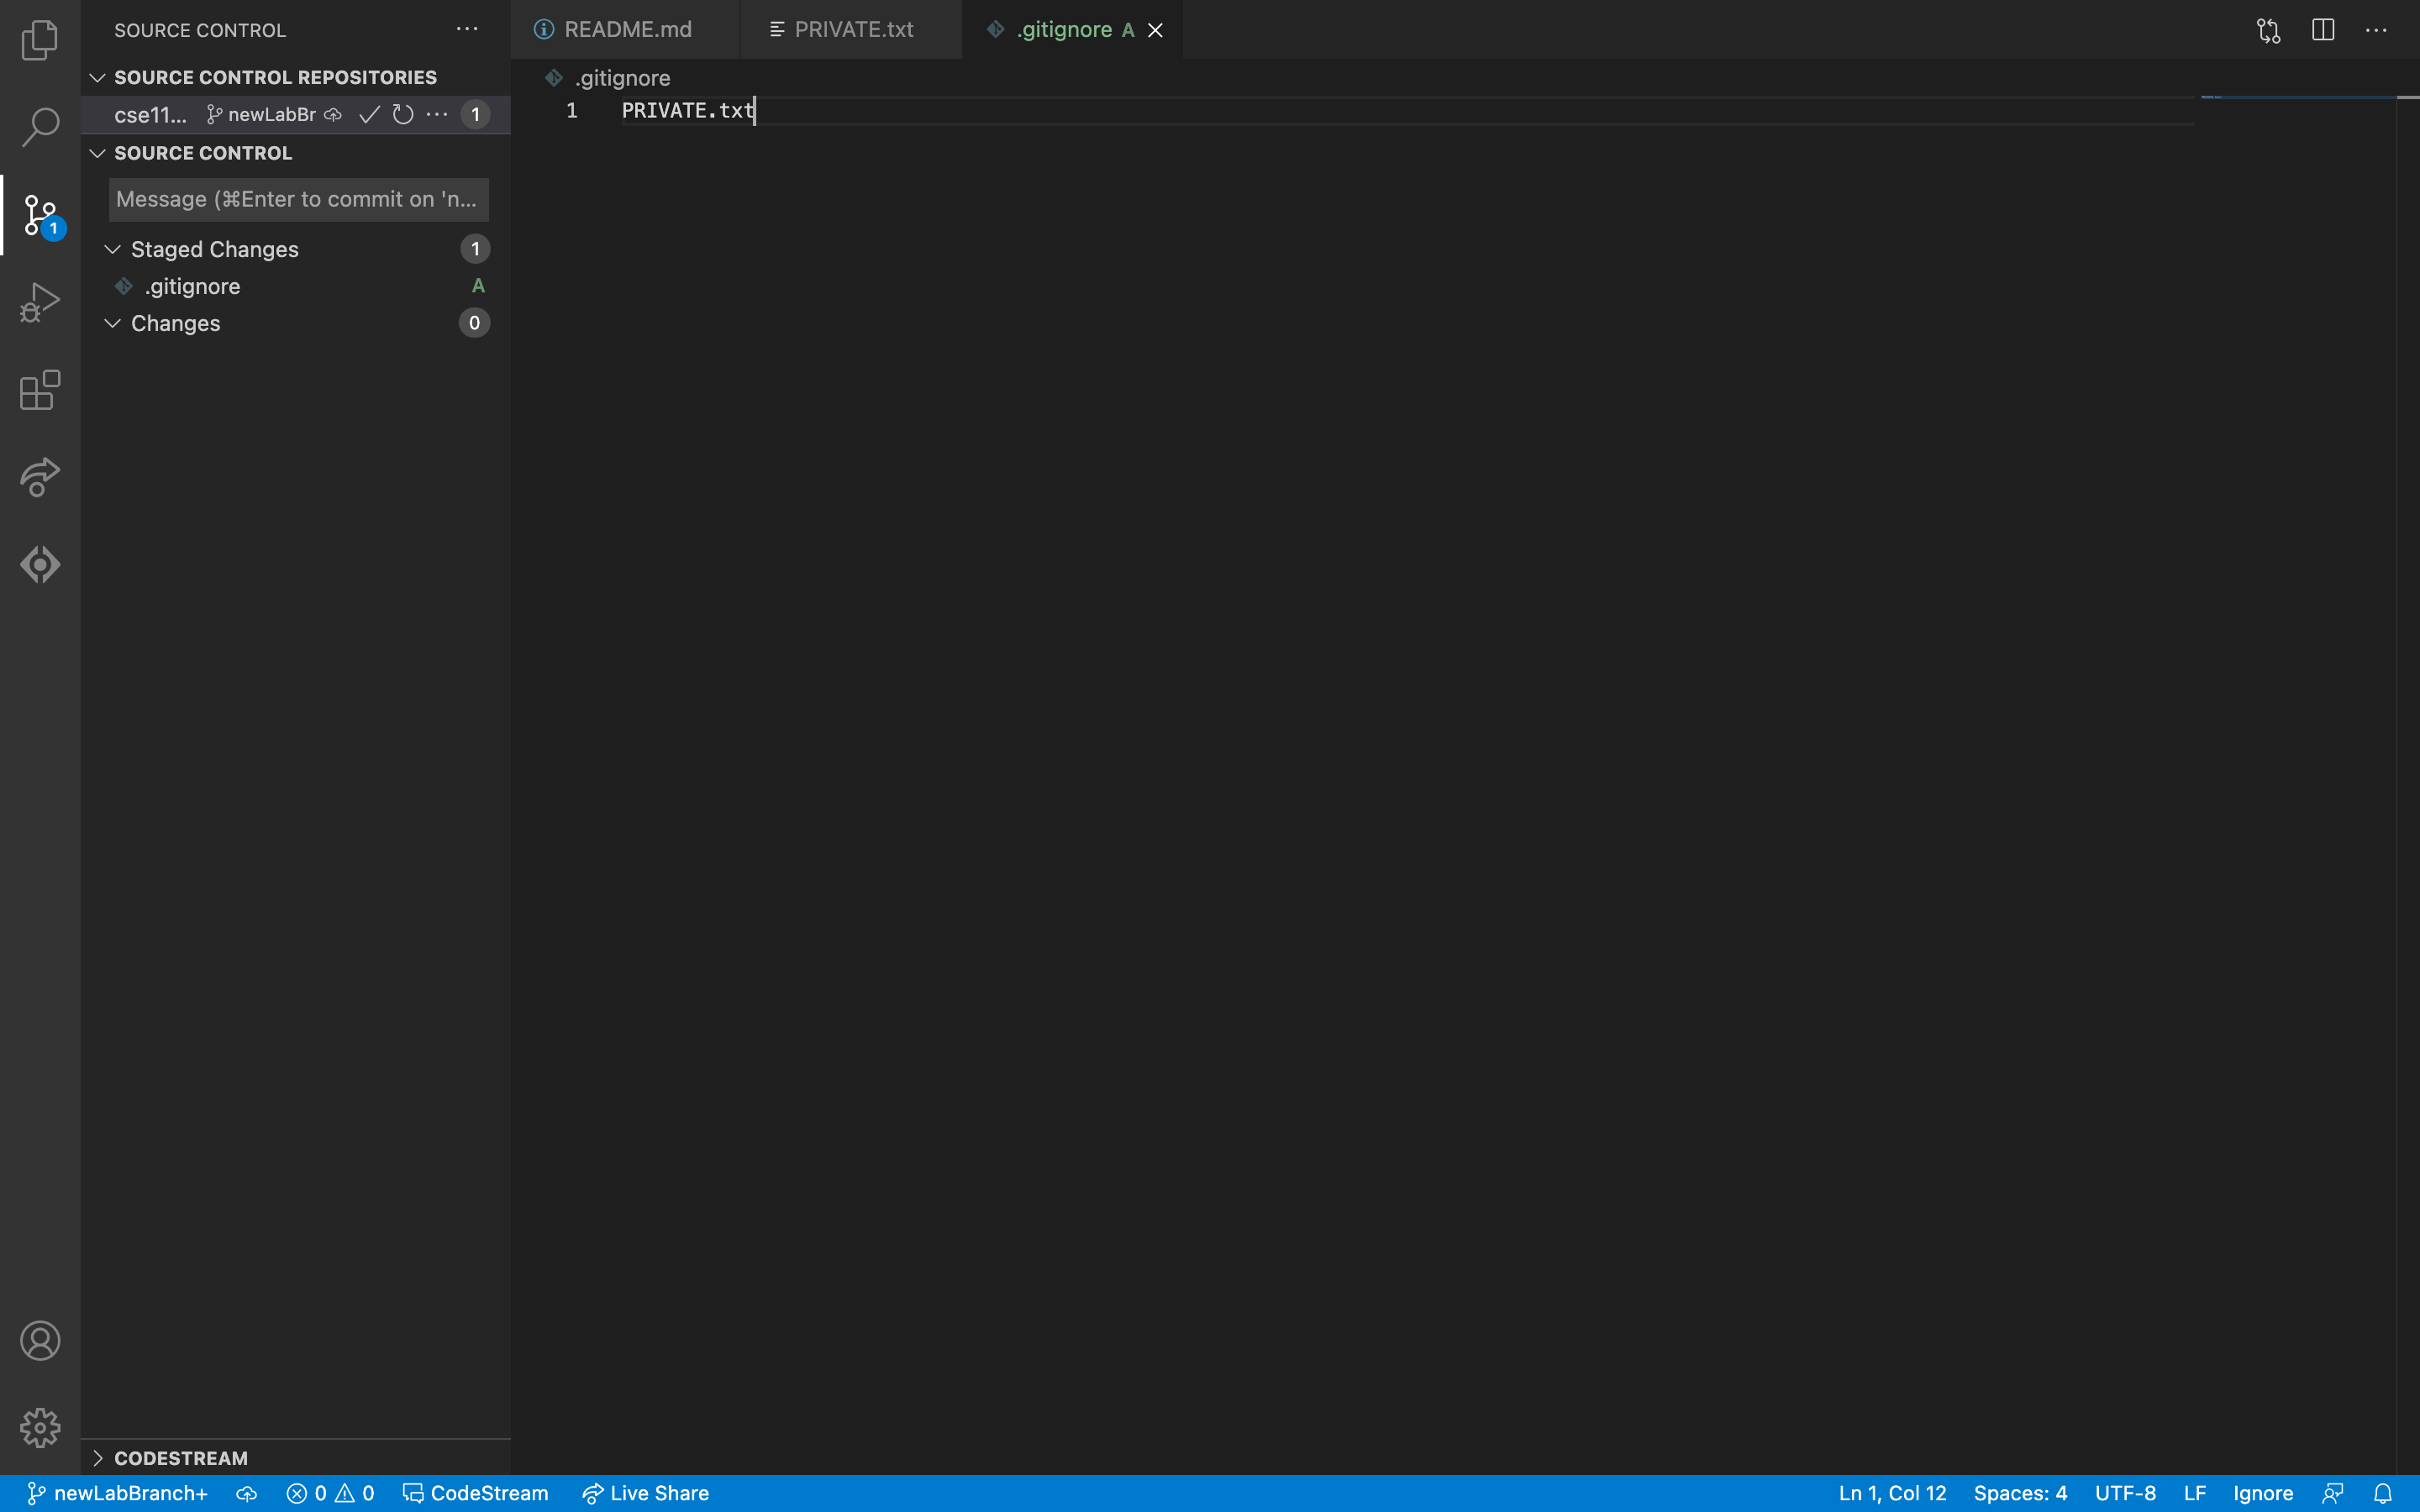 SOURCE CONTROL
SOURCE CONTROL REPOSITORIES
cse11... newLabBr 1
SOURCE CONTROL
Message (⌘Enter to commit on 'n...
Staged Changes 1
.gitignore A
Changes 0
1
CODESTREAM
README.md PRIVATE.txt .gitignore A
.gitignore
1 PRIVATE.txt
newLabBranch+ 0 0 CodeStream Live Share Ln 1, Col 12 Spaces: 4 UTF-8 LF Ignore